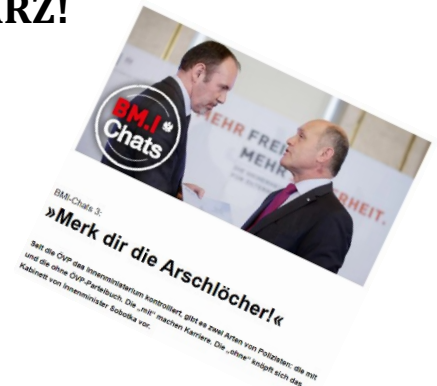 RZ!
BM.I
Chats
MEHR FREI
MEHR
ERHEIT.
BMI-Chats 3:
»Merk dir die Arschlöcher!«
Seit die ÖVP das Innenministerium kontrolliert, gibt es zwei Arten von Polizisten: die mit
und die ohne ÖVP-Parteibuch. Die „mit“ machen Karriere. Die „ohne“ knöpft sich das
Kabinett von Innenminister Sobotka vor.